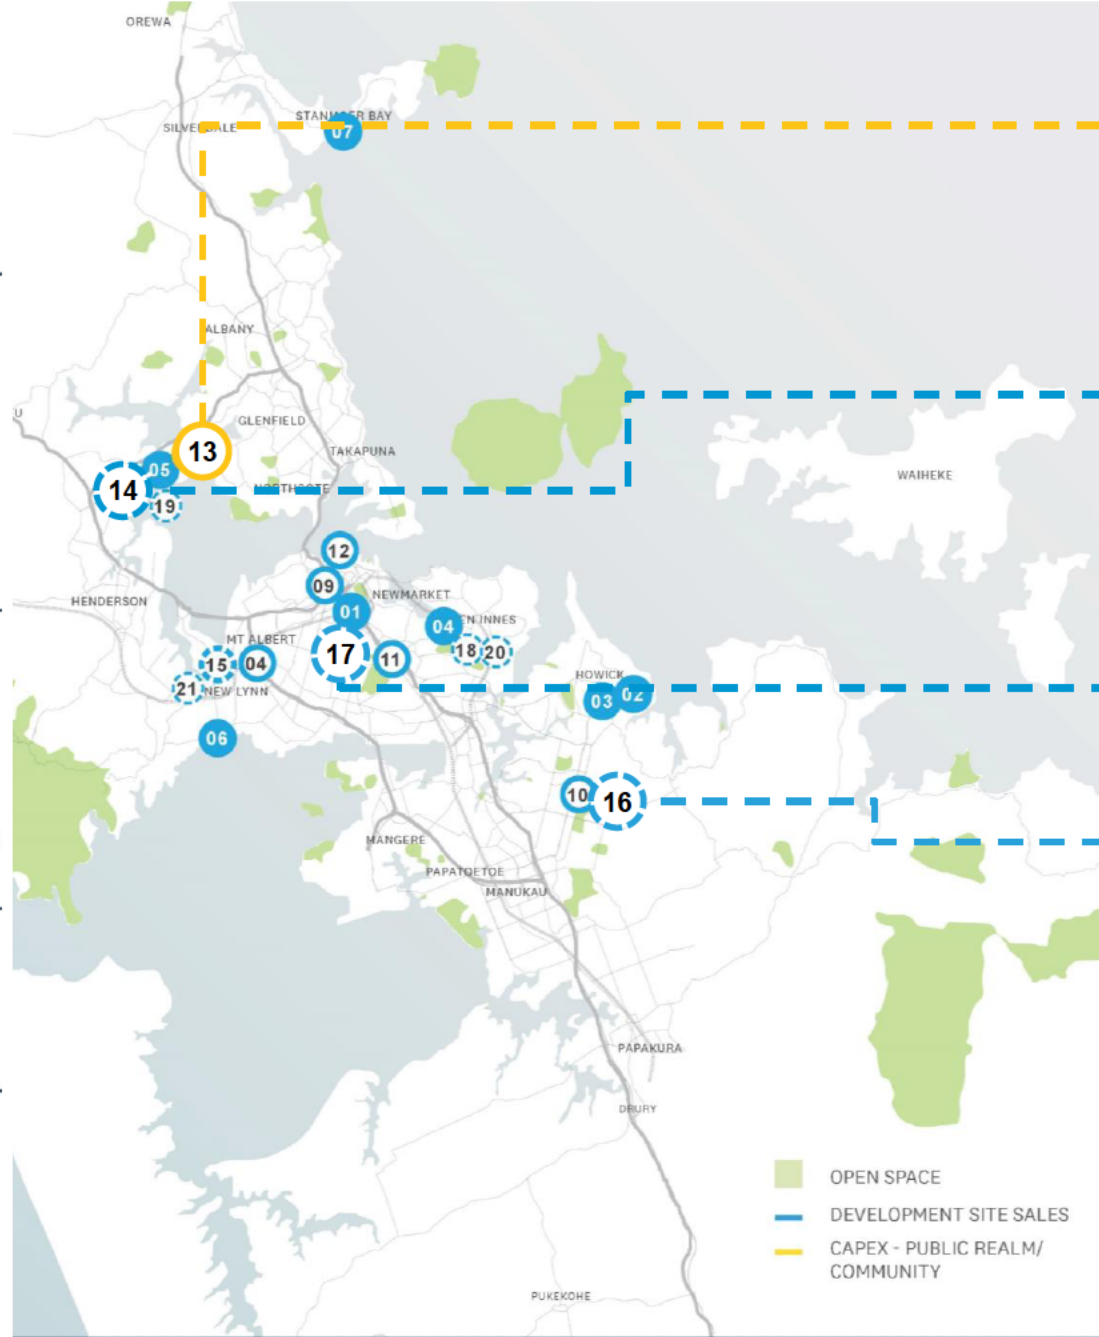 OREWA
STANMORE BAY
SILVERDALE
07
ALBANY
U
GLENFIELD
13
TAKAPUNA
05
WAIHEKE
14
NORTHCOTE
19
12
09
NEWMARKET
HENDERSON
01
04
EN INNES
MT ALBERT
17
18
20
15
04
11
HOWICK
21
NEW LYNN
03
02
06
10
16
MANGERE
PAPATOETOE
MANUKAU
PAPAKURA
DRURY
OPEN SPACE
DEVELOPMENT SITE SALES
CAPEX - PUBLIC REALM/
COMMUNITY
PUKEKOHE